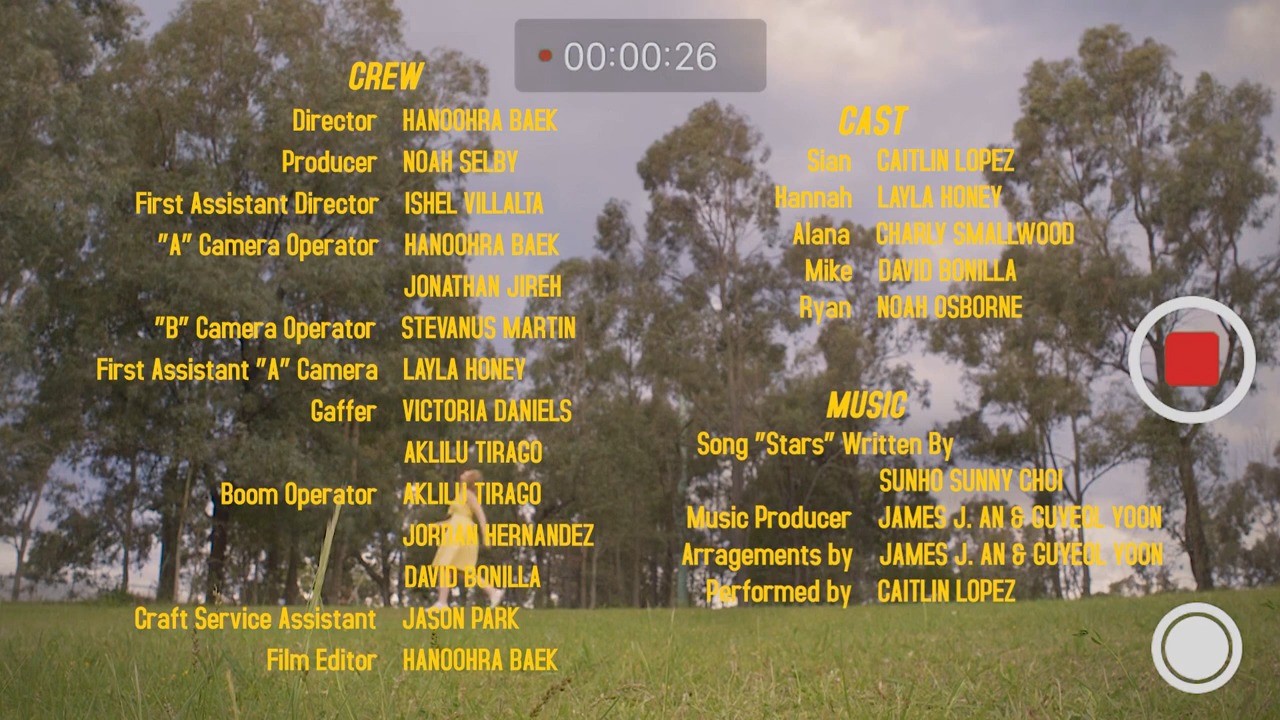 00:00:26
CREW
Director HANOOHRA BAEK
Producer NOAH SELBY
First Assistant Director ISHEL VILLALTA
"A" Camera Operator HANOOHRA BAEK
JONATHAN JIREH
"B" Camera Operator STEVANUS MARTIN
First Assistant "A" Camera LAYLA HONEY
Gaffer VICTORIA DANIELS
AKLILU TIRAGO
Boom Operator AKLILU TIRAGO
JORDAN HERNANDEZ
DAVID BONILLA
Craft Service Assistant JASON PARK
Film Editor HANOOHRA BAEK
CAST
Sian CAITLIN LOPEZ
Hannah LAYLA HONEY
Alana CHARLY SMALLWOOD
Mike DAVID BONILLA
Ryan NOAH OSBORNE
MUSIC
Song "Stars" Written By
SUNHO SUNNY CHOI
Music Producer JAMES J. AN & GUYEOL YOON
Arragements by JAMES J. AN & GUYEOL YOON
Performed by CAITLIN LOPEZ